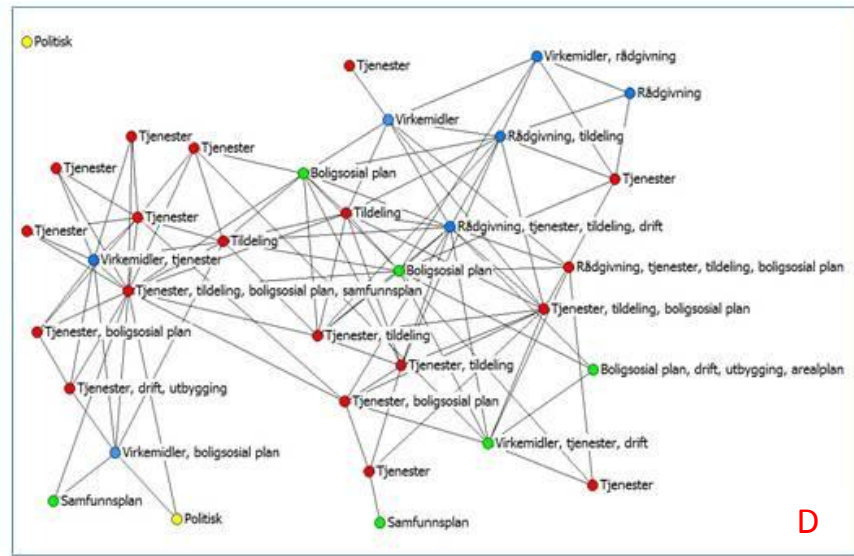 Politisk
Virkemidler, rådgivning
Tjenester
Rådgivning
Virkemidler
Tjenester
Rådgivning, tildeling
Tjenester
Tjenester
Boligsosial plan
Tjenester
Tildeling
Tjenester
Rådgivning, tjenester, tildeling, drift
Tjenester
Tildeling
Virkemidler, tjenester
Rådgivning, tjenester, tildeling, boligsosial plan
Boligsosial plan
Tjenester, tildeling, boligsosial plan, samfunnsplan
Tjenester, tildeling, boligsosial plan
Tjenester, boligsosial plan
Tjenester, tildeling
Tjenester, tildeling
Boligsosial plan, drift, utbygging, arealplan
Tjenester, drift, utbygging
Tjenester, boligsosial plan
Virkemidler, tjenester, drift
Virkemidler, boligsosial plan
Tjenester
Tjenester
Samfunnsplan
Politisk
Samfunnsplan
D